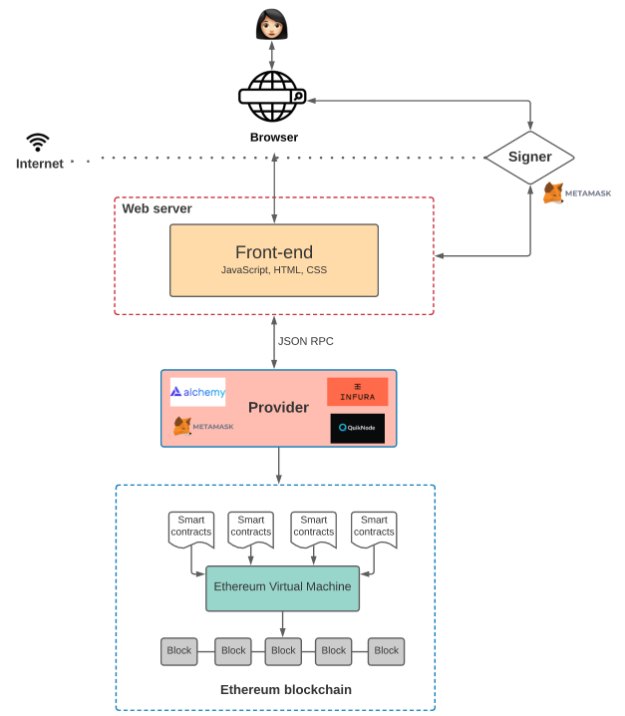 Browser
Internet
Signer
METAMASK
Web server
Front-end
JavaScript, HTML, CSS
JSON RPC
alchemy
INFURA
Provider
METAMASK
QuikNode
Smart
contracts
Smart
contracts
Smart
contracts
Smart
contracts
Ethereum Virtual Machine
Block
Block
Block
Block
Block
Ethereum blockchain